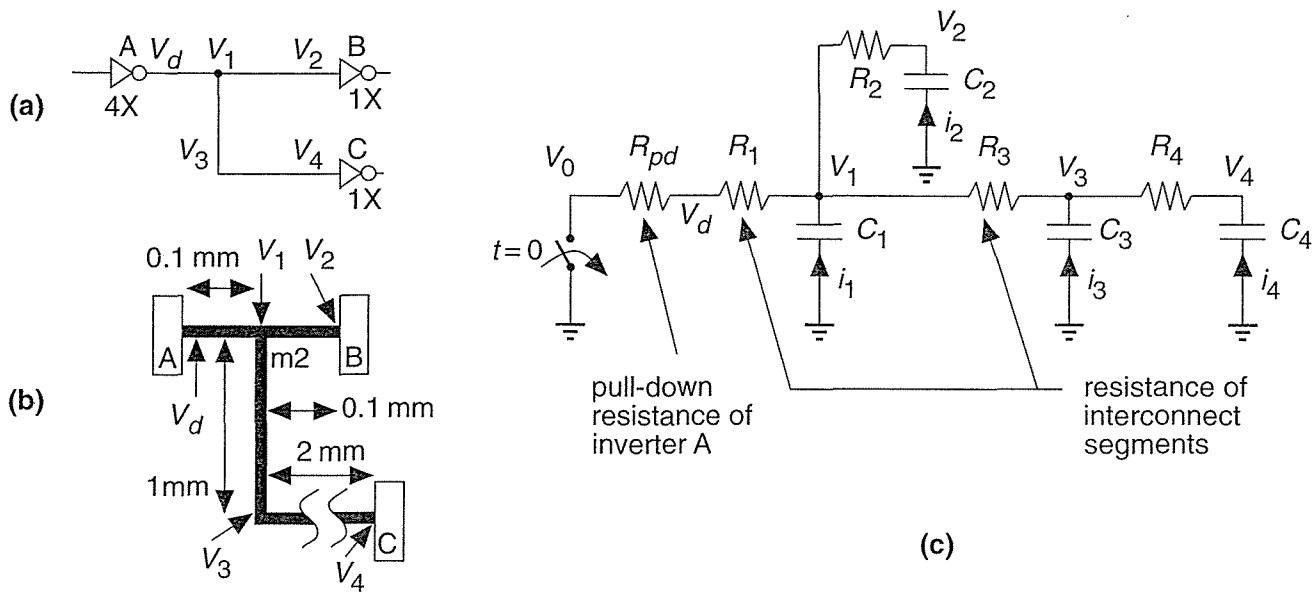 (a)
A
V_d
V_1
V_2
B
4X
1X
V_3
V_4
C
1X
(b)
0.1 mm
V_1
V_2
A
m2
B
V_d
0.1 mm
2 mm
1mm
V_3
V_4
C
V_0
R_pd
R_1
V_d
t=0
V_1
R_2
V_2
C_2
i_2
C_1
i_1
R_3
V_3
C_3
i_3
R_4
V_4
C_4
i_4
pull-down
resistance of
inverter A
resistance of
interconnect
segments
(c)